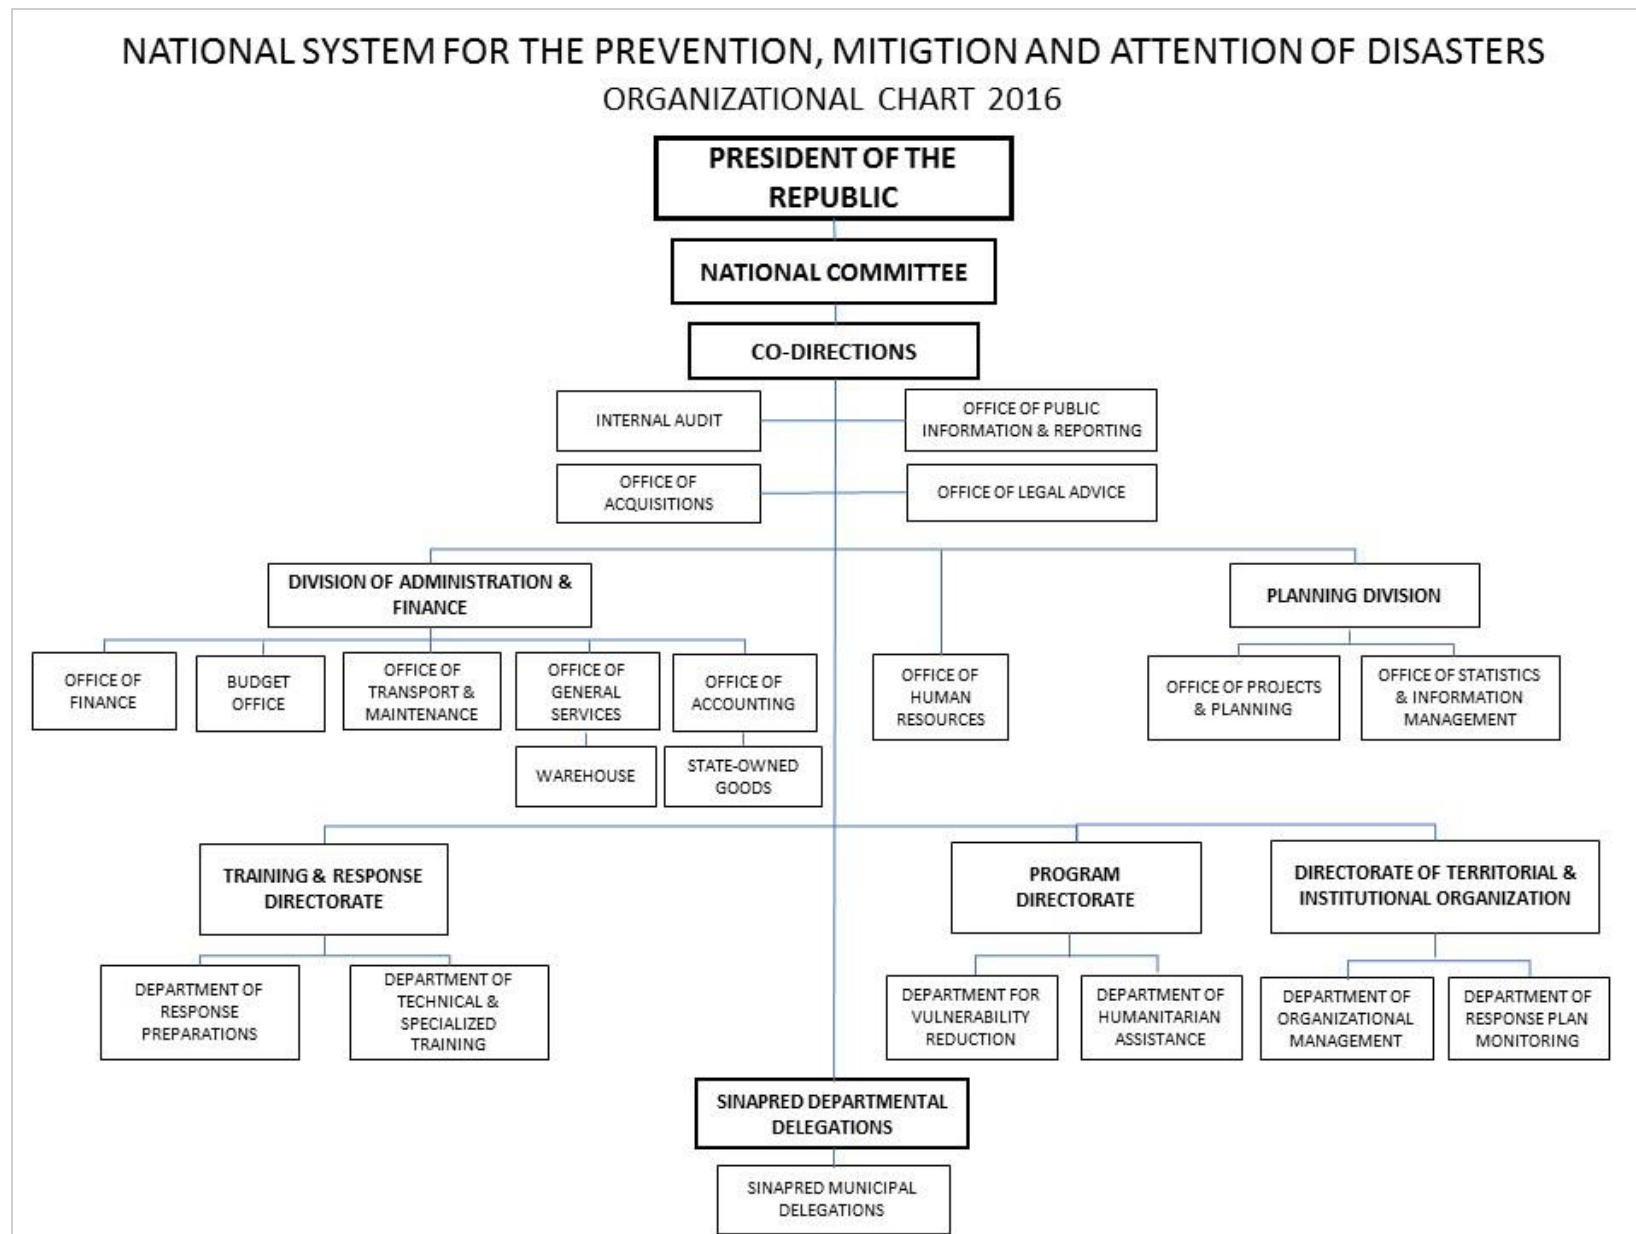 NATIONAL SYSTEM FOR THE PREVENTION, MITIGTION AND ATTENTION OF DISASTERS
ORGANIZATIONAL CHART 2016
PRESIDENT OF THE
REPUBLIC
NATIONAL COMMITTEE
CO-DIRECTIONS
INTERNAL AUDIT
OFFICE OF PUBLIC
INFORMATION & REPORTING
OFFICE OF
ACQUISITIONS
OFFICE OF LEGAL ADVICE
DIVISION OF ADMINISTRATION &
FINANCE
PLANNING DIVISION
OFFICE OF
FINANCE
BUDGET
OFFICE
OFFICE OF
TRANSPORT &
MAINTENANCE
OFFICE OF
GENERAL
SERVICES
OFFICE OF
ACCOUNTING
OFFICE OF
HUMAN
RESOURCES
OFFICE OF PROJECTS
& PLANNING
OFFICE OF STATISTICS
& INFORMATION
MANAGEMENT
WAREHOUSE
STATE-OWNED
GOODS
TRAINING & RESPONSE
DIRECTORATE
PROGRAM
DIRECTORATE
DIRECTORATE OF TERRITORIAL &
INSTITUTIONAL ORGANIZATION
DEPARTMENT OF
RESPONSE
PREPARATIONS
DEPARTMENT OF
TECHNICAL &
SPECIALIZED
TRAINING
DEPARTMENT FOR
VULNERABILITY
REDUCTION
DEPARTMENT OF
HUMANITARIAN
ASSISTANCE
DEPARTMENT OF
ORGANIZATIONAL
MANAGEMENT
DEPARTMENT OF
RESPONSE PLAN
MONITORING
SINAPRED DEPARTMENTAL
DELEGATIONS
SINAPRED MUNICIPAL
DELEGATIONS